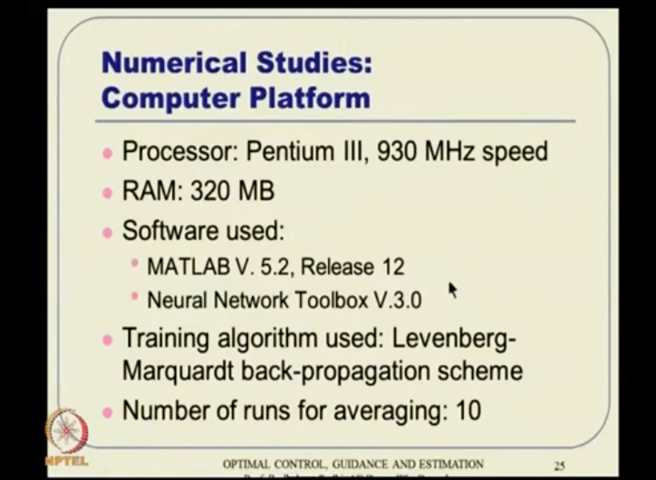 Numerical Studies:
Computer Platform
Processor: Pentium III, 930 MHz speed
RAM: 320 MB
Software used:
MATLAB V. 5.2, Release 12
Neural Network Toolbox V.3.0
Training algorithm used: Levenberg-
Marquardt back-propagation scheme
Number of runs for averaging: 10
NPTEL
OPTIMAL CONTROL, GUIDANCE AND ESTIMATION
25